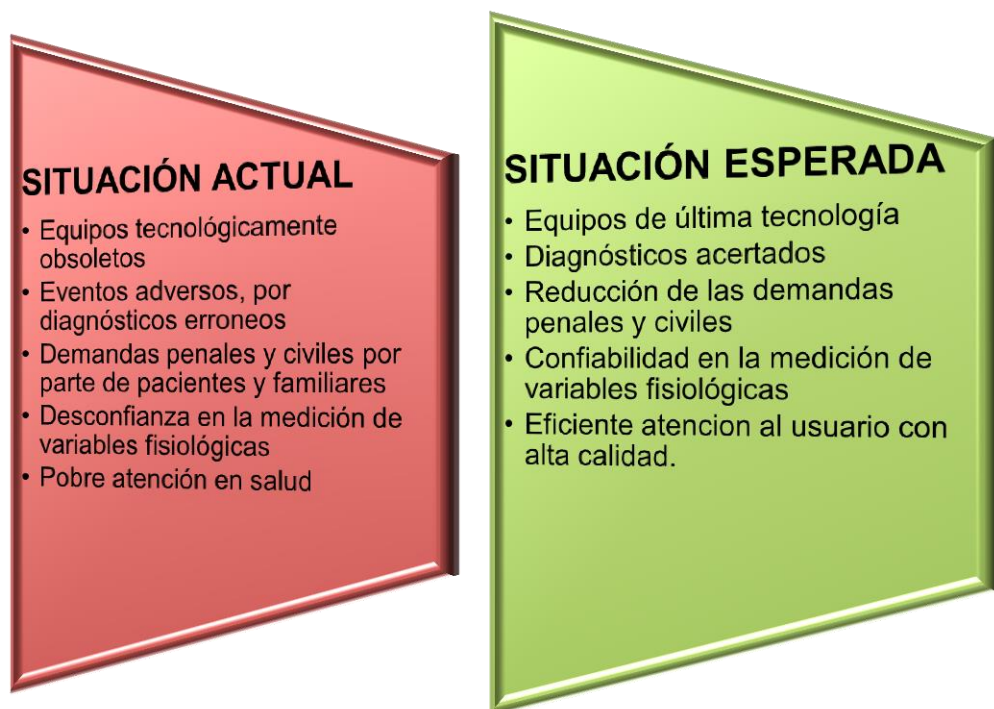 SITUACIÓN ACTUAL
• Equipos tecnológicamente
obsoletos
• Eventos adversos, por
diagnósticos erroneos
• Demandas penales y civiles por
parte de pacientes y familiares
• Desconfianza en la medición de
variables fisiológicas
• Pobre atención en salud
SITUACIÓN ESPERADA
• Equipos de última tecnología
• Diagnósticos acertados
• Reducción de las demandas
penales y civiles
• Confiabilidad en la medición de
variables fisiológicas
• Eficiente atencion al usuario con
alta calidad.